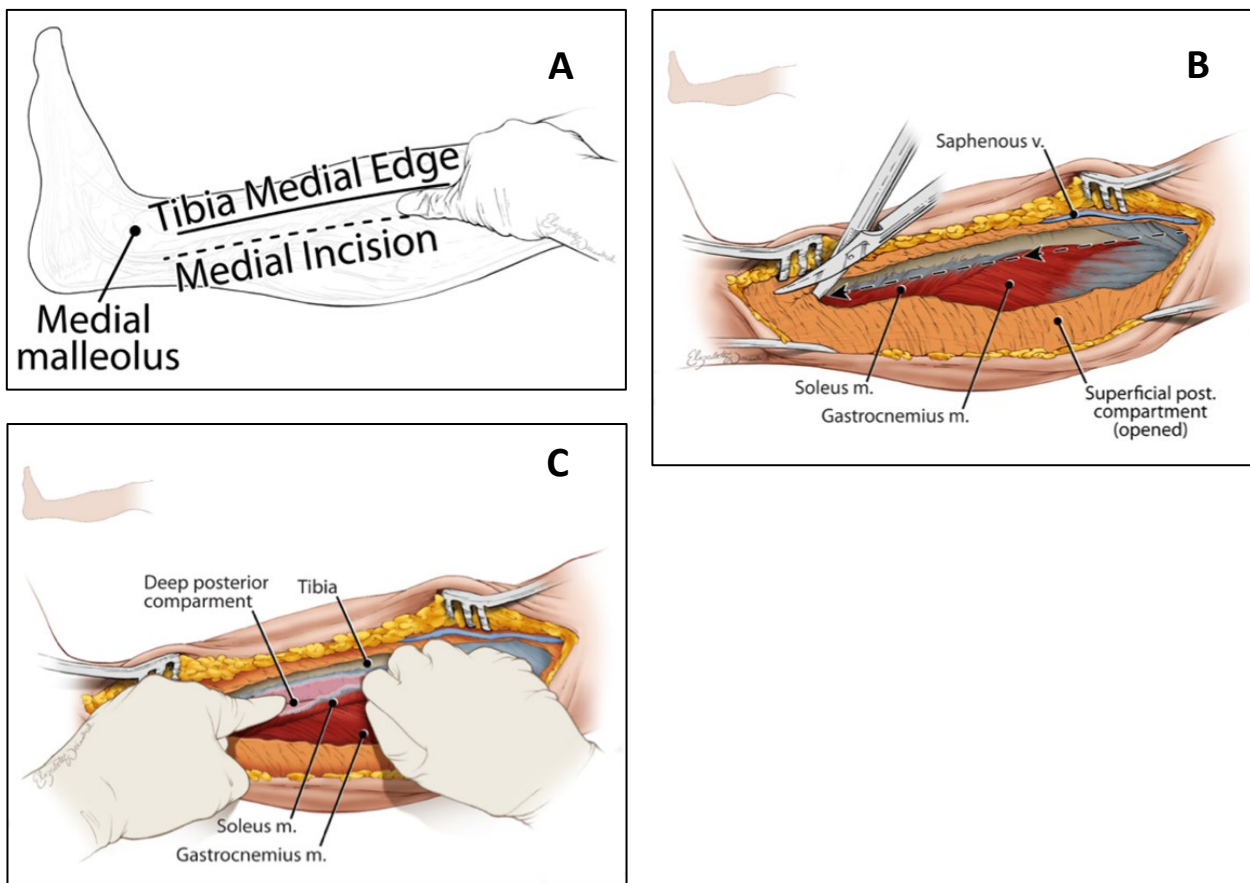 A
Tibia Medial Edge
Medial Incision
Medial
malleolus
B
Saphenous v.
Soleus m.
Gastrocnemius m.
Superficial post.
compartment
(opened)
C
Deep posterior
comparment
Tibia
Soleus m.
Gastrocnemius m.